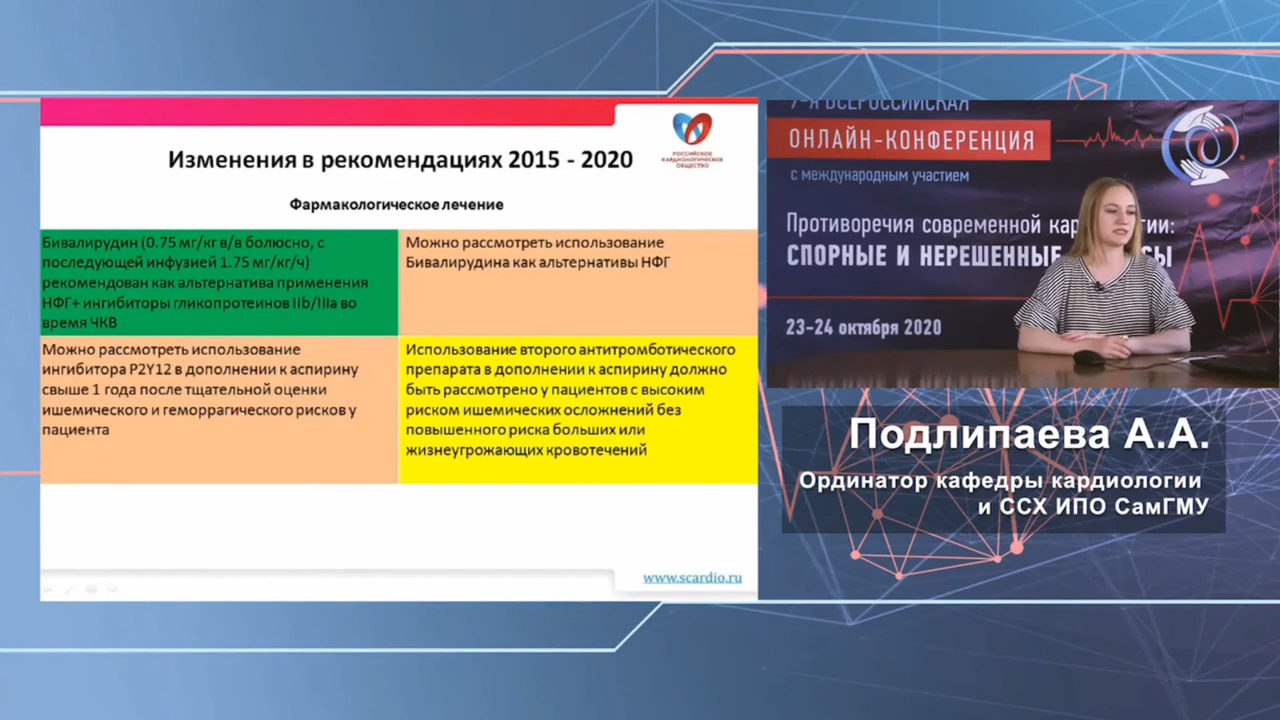 Изменения в рекомендациях 2015 - 2020
РОССИЙСКОЕ
КАРДИОЛОГИЧЕСКОЕ
ОБЩЕСТВО
Фармакологическое лечение
Бивалирудин (0.75 мг/кг в/в болюсно, с
последующей инфузией 1.75 мг/кг/ч)
рекомендован как альтернатива применения
НФГ+ ингибиторы гликопротеинов IIb/IIIa во
время ЧКВ
Можно рассмотреть использование
Бивалирудина как альтернативы НФГ
Можно рассмотреть использование
ингибитора P2Y12 в дополнении к аспирину
свыше 1 года после тщательной оценки
ишемического и геморрагического рисков у
пациента
Использование второго антитромботического
препарата в дополнении к аспирину должно
быть рассмотрено у пациентов с высоким
риском ишемических осложнений без
повышенного риска больших или
жизнеугрожающих кровотечений
www.scardio.ru
7-Я ВСЕРОССИЙСКАЯ
ОНЛАЙН-КОНФЕРЕНЦИЯ
с международным участием
Противоречия современной кар гии:
СПОРНЫЕ И НЕРЕШЕННЫЕ СЫ
23-24 октября 2020
Подлипаева А.А.
Ординатор кафедры кардиологии
и ССХ ИПО СамГМУ